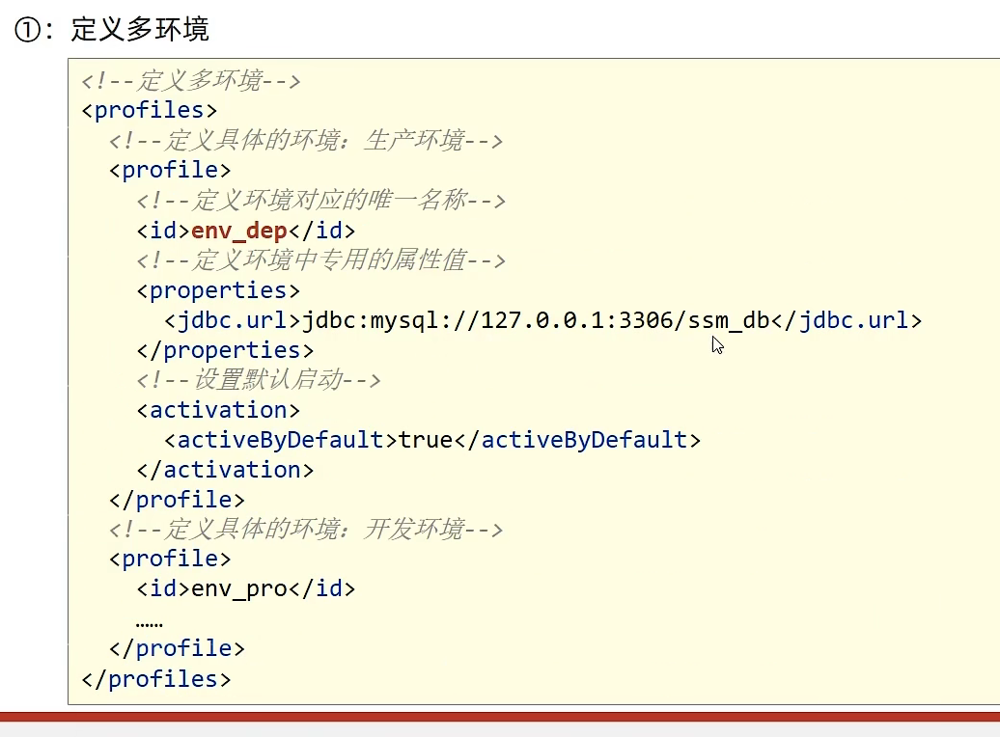 ①：定义多环境
<!--定义多环境-->
<profiles>
<!--定义具体的环境：生产环境-->
<profile>
<!--定义环境对应的唯一名称-->
<id>env_dep</id>
<!--定义环境中专用的属性值-->
<properties>
<jdbc.url>jdbc:mysql://127.0.0.1:3306/ssm_db</jdbc.url>
</properties>
<!--设置默认启动-->
<activation>
<activeByDefault>true</activeByDefault>
</activation>
</profile>
<!--定义具体的环境：开发环境-->
<profile>
<id>env_pro</id>
……
</profile>
</profiles>